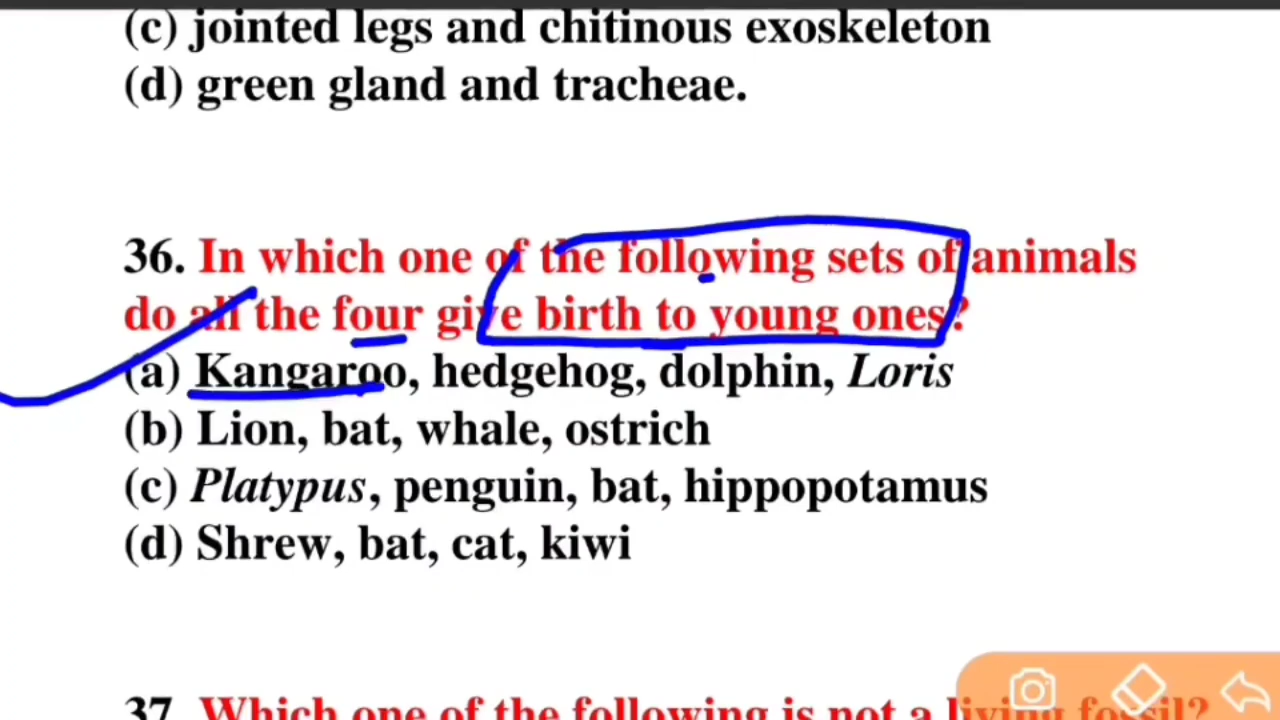 (c) jointed legs and chitinous exoskeleton
(d) green gland and tracheae.
36. In which one of the following sets of animals
do all the four give birth to young ones?
(a) Kangaroo, hedgehog, dolphin, Loris
(b) Lion, bat, whale, ostrich
(c) Platypus, penguin, bat, hippopotamus
(d) Shrew, bat, cat, kiwi
37. Which one of the following is not a living fossil?